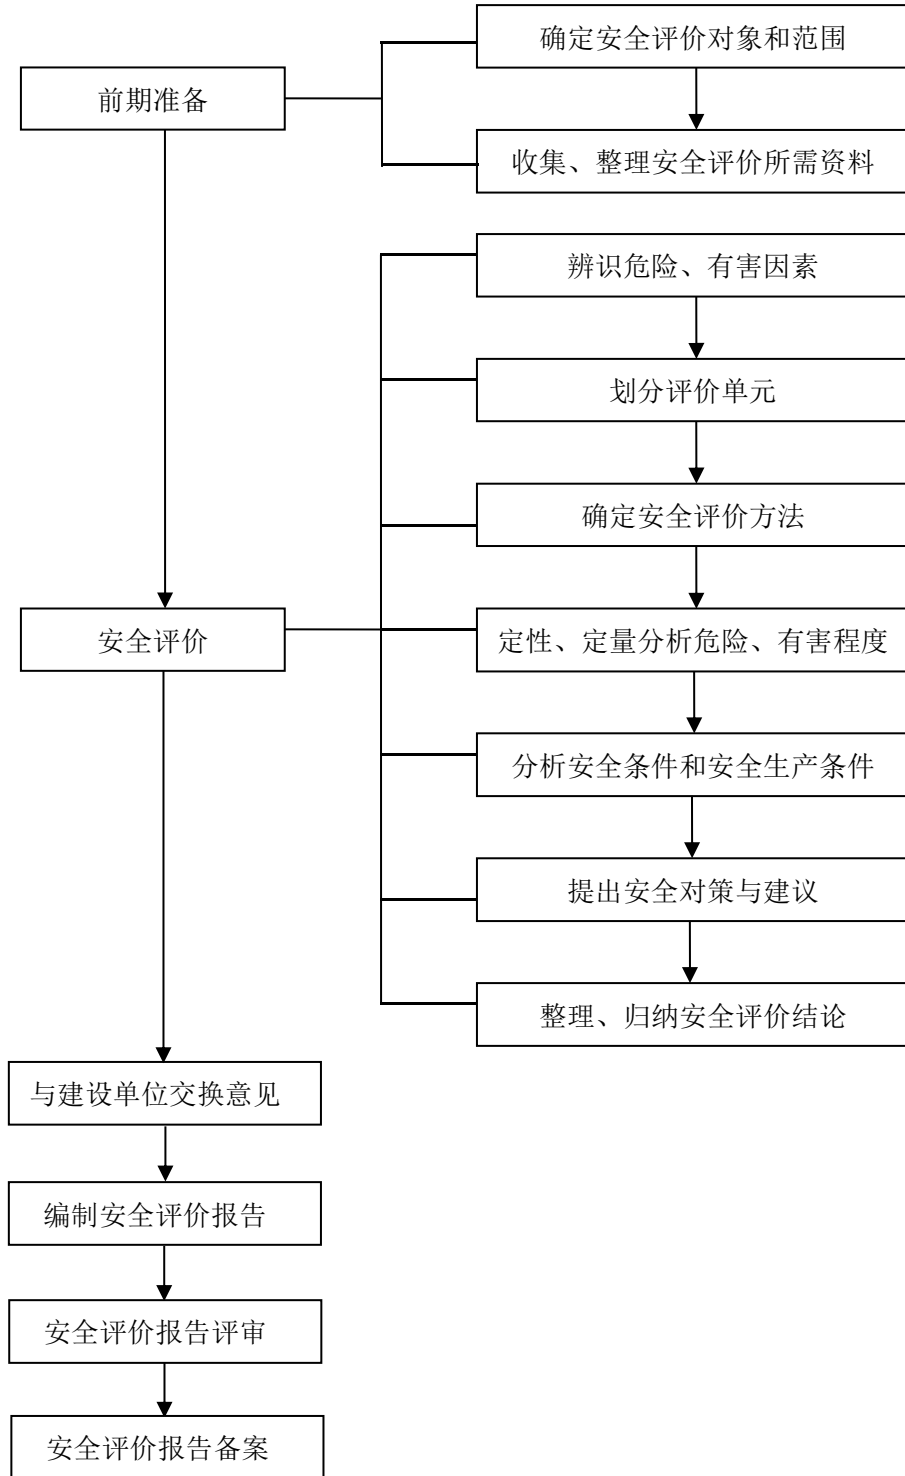 确定安全评价对象和范围
前期准备
收集、整理安全评价所需资料
辨识危险、有害因素
划分评价单元
确定安全评价方法
安全评价
定性、定量分析危险、有害程度
分析安全条件和安全生产条件
提出安全对策与建议
整理、归纳安全评价结论
与建设单位交换意见
编制安全评价报告
安全评价报告评审
安全评价报告备案